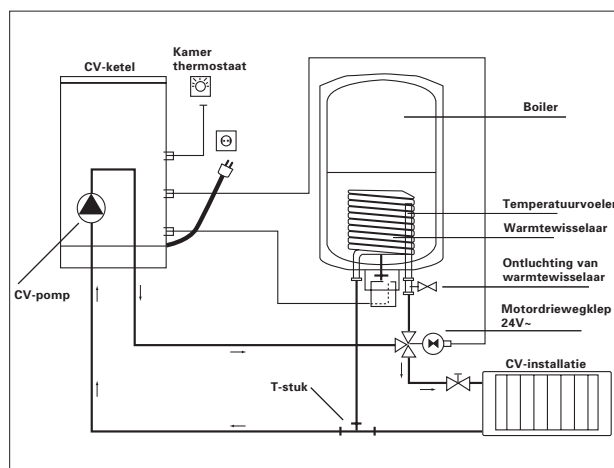 Kamer
thermostaat
CV-ketel
Boiler
Temperatuurvoeler
Warmtewisselaar
Ontluchting van
warmtewisselaar
CV-pomp
Motordriewegklep
24V~
CV-installatie
T-stuk